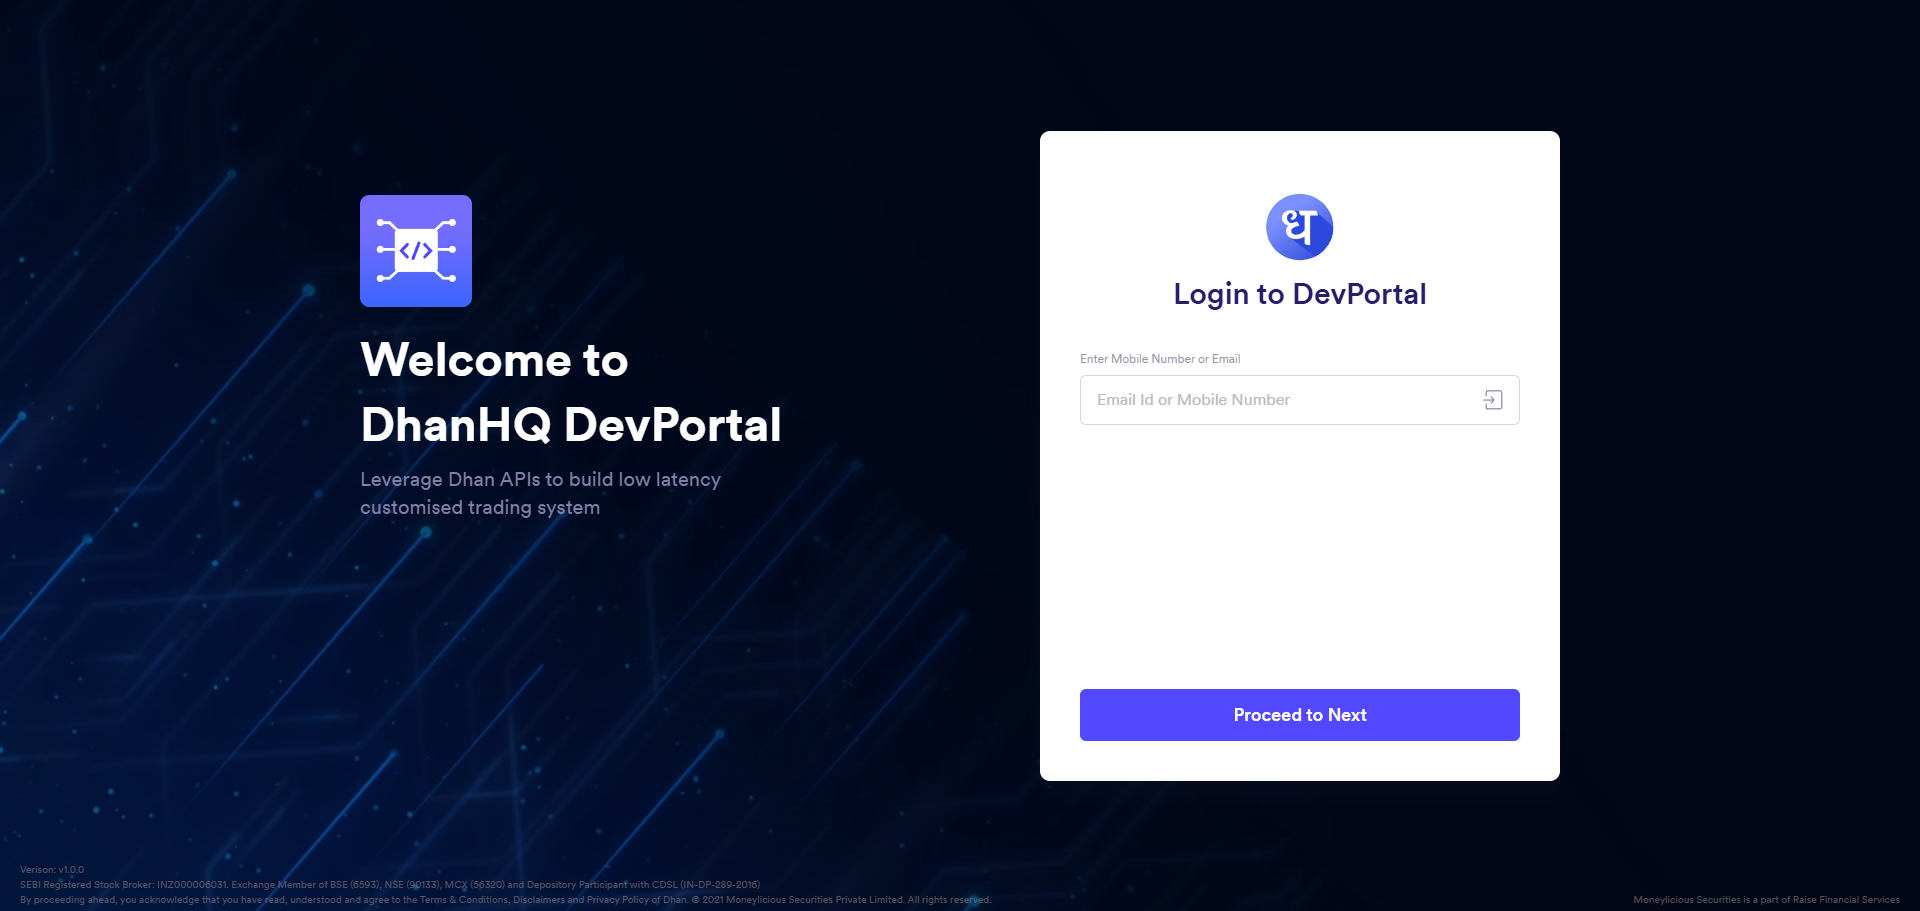 </>
Welcome to
DhanHQ DevPortal
Leverage Dhan APIs to build low latency
customised trading system
ध
Login to DevPortal
Enter Mobile Number or Email
Email Id or Mobile Number
Proceed to Next
Verison: v1.0.0
SEBI Registered Stock Broker: INZ000006031. Exchange Member of BSE (6593), NSE (90133), MCX (56320) and Depository Participant with CDSL (IN-DP-289-2016)
By proceeding ahead, you acknowledge that you have read, understood and agree to the Terms & Conditions, Disclaimers and Privacy Policy of Dhan. © 2021 Moneylicious Securities Private Limited. All rights reserved.
Moneylicious Securities is a part of Raise Financial Services